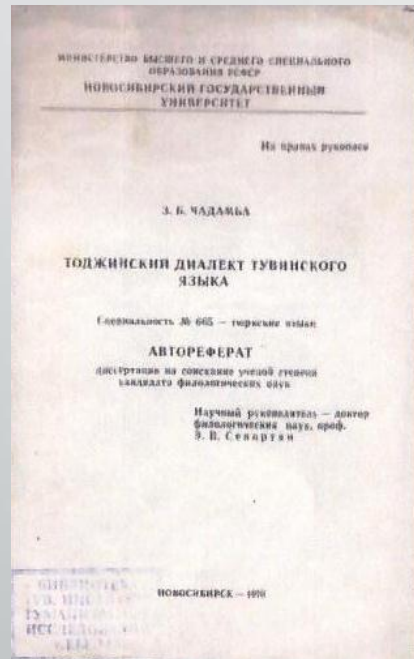 МИНИСТЕРСТВО ВЫСШЕГО И СРЕДНЕГО СПЕЦИАЛЬНОГО
ОБРАЗОВАНИЯ РСФСР
НОВОСИБИРСКИЙ ГОСУДАРСТВЕННЫЙ
УНИВЕРСИТЕТ
На правах рукописи
З. Б. ЧАДАМБА
ТОДЖИНСКИЙ ДИАЛЕКТ ТУВИНСКОГО
ЯЗЫКА
Специальность № 665 — тюркские языки
АВТОРЕФЕРАТ
диссертации на соискание ученой степени
кандидата филологических наук
Научный руководитель — доктор
филологических наук, проф.
Э. В. Севортян
НОВОСИБИРСК — 1970
БИБЛИОТЕКА